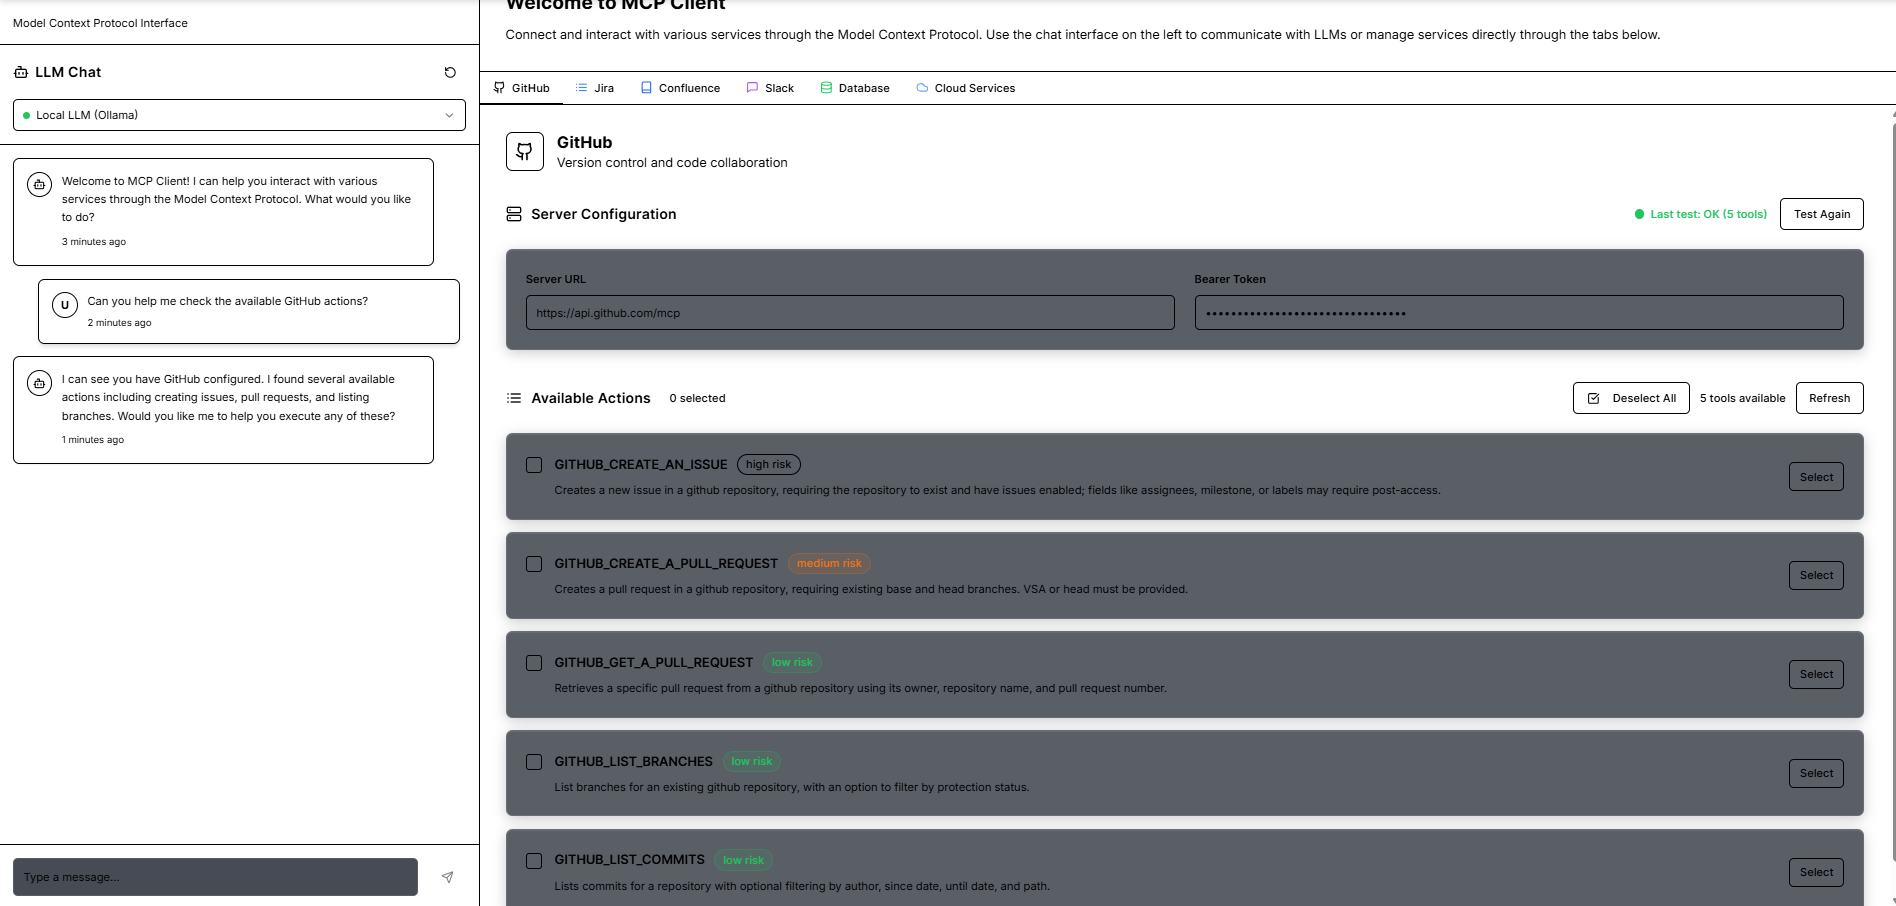 Model Context Protocol Interface
LLM Chat
Local LLM (Ollama)
Welcome to MCP Client! I can help you interact with various
services through the Model Context Protocol. What would you like
to do?
3 minutes ago
U
Can you help me check the available GitHub actions?
2 minutes ago
I can see you have GitHub configured. I found several available
actions including creating issues, pull requests, and listing
branches. Would you like me to help you execute any of these?
1 minutes ago
Type a message...
Welcome to MCP Client
Connect and interact with various services through the Model Context Protocol. Use the chat interface on the left to communicate with LLMs or manage services directly through the tabs below.
GitHub Jira Confluence Slack Database Cloud Services
GitHub
Version control and code collaboration
Server Configuration
Last test: OK (5 tools) Test Again
Server URL
https://api.github.com/mcp
Bearer Token
••••••••••••••••••••••••••••••••
Available Actions 0 selected
Deselect All 5 tools available Refresh
GITHUB_CREATE_AN_ISSUE high risk
Creates a new issue in a github repository, requiring the repository to exist and have issues enabled; fields like assignees, milestone, or labels may require post-access.
Select
GITHUB_CREATE_A_PULL_REQUEST medium risk
Creates a pull request in a github repository, requiring existing base and head branches. VSA or head must be provided.
Select
GITHUB_GET_A_PULL_REQUEST low risk
Retrieves a specific pull request from a github repository using its owner, repository name, and pull request number.
Select
GITHUB_LIST_BRANCHES low risk
List branches for an existing github repository, with an option to filter by protection status.
Select
GITHUB_LIST_COMMITS low risk
Lists commits for a repository with optional filtering by author, since date, until date, and path.
Select